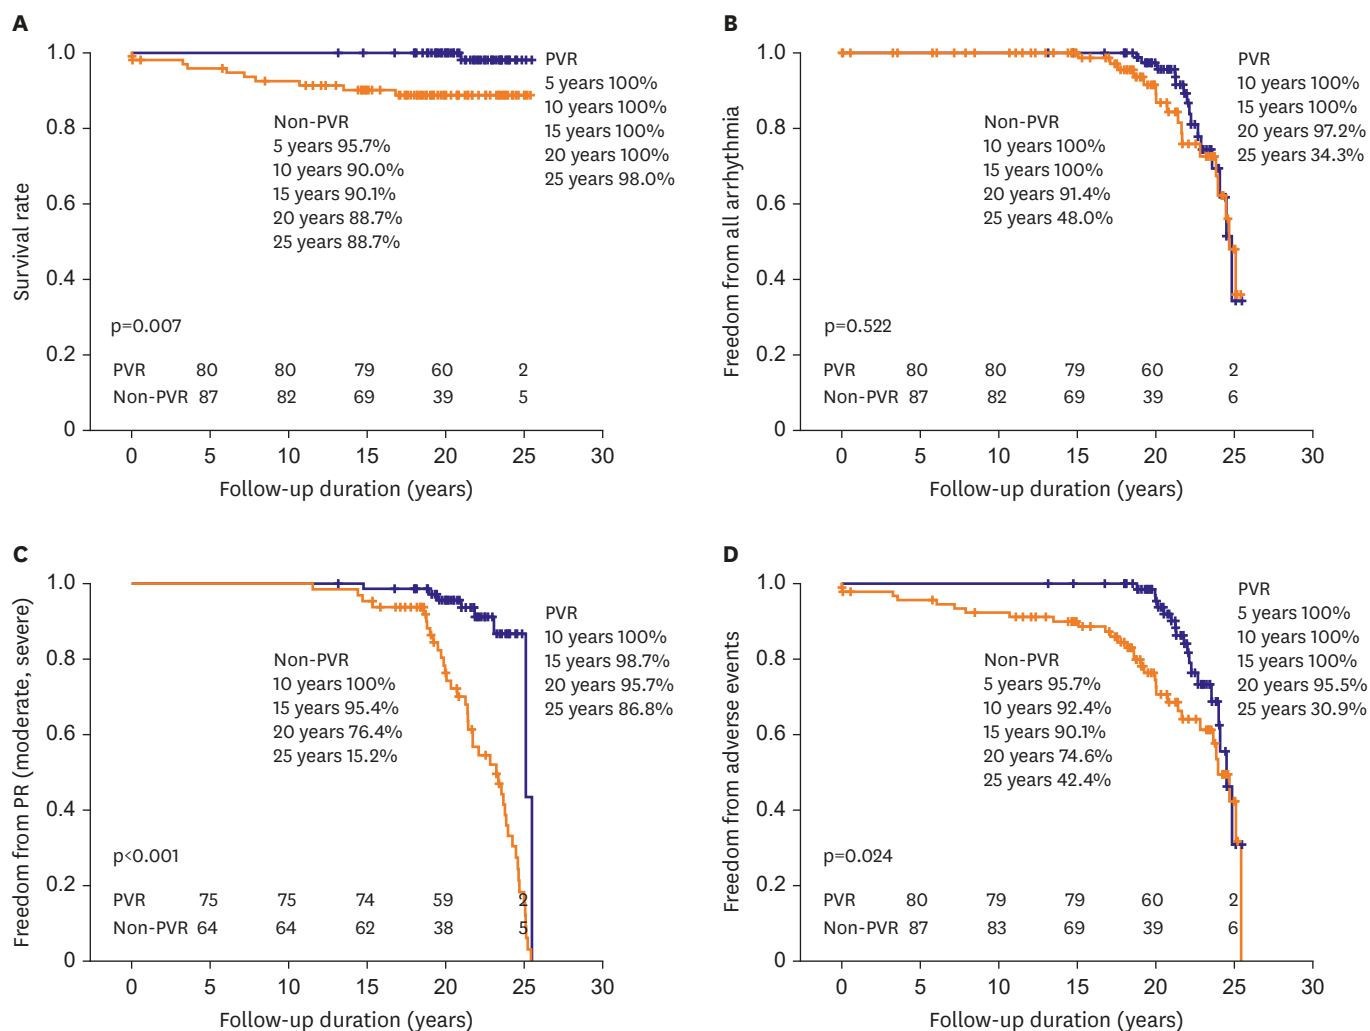 A
Survival rate
1.0
0.8
0.6
0.4
0.2
0
PVR
5 years 100%
10 years 100%
15 years 100%
20 years 100%
25 years 98.0%
Non-PVR
5 years 95.7%
10 years 90.0%
15 years 90.1%
20 years 88.7%
25 years 88.7%
p=0.007
PVR 80 80 79 60 2
Non-PVR 87 82 69 39 5
0 5 10 15 20 25 30
Follow-up duration (years)
B
Freedom from all arrhythmia
1.0
0.8
0.6
0.4
0.2
0
PVR
10 years 100%
15 years 100%
20 years 97.2%
25 years 34.3%
Non-PVR
10 years 100%
15 years 100%
20 years 91.4%
25 years 48.0%
p=0.522
PVR 80 80 79 60 2
Non-PVR 87 82 69 39 6
0 5 10 15 20 25 30
Follow-up duration (years)
C
Freedom from PR (moderate, severe)
1.0
0.8
0.6
0.4
0.2
0
PVR
10 years 100%
15 years 98.7%
20 years 95.7%
25 years 86.8%
Non-PVR
10 years 100%
15 years 95.4%
20 years 76.4%
25 years 15.2%
p<0.001
PVR 75 75 74 59 2
Non-PVR 64 64 62 38 5
0 5 10 15 20 25 30
Follow-up duration (years)
D
Freedom from adverse events
1.0
0.8
0.6
0.4
0.2
0
PVR
5 years 100%
10 years 100%
15 years 100%
20 years 95.5%
25 years 30.9%
Non-PVR
5 years 95.7%
10 years 92.4%
15 years 90.1%
20 years 74.6%
25 years 42.4%
p=0.024
PVR 80 79 79 60 2
Non-PVR 87 83 69 39 6
0 5 10 15 20 25 30
Follow-up duration (years)